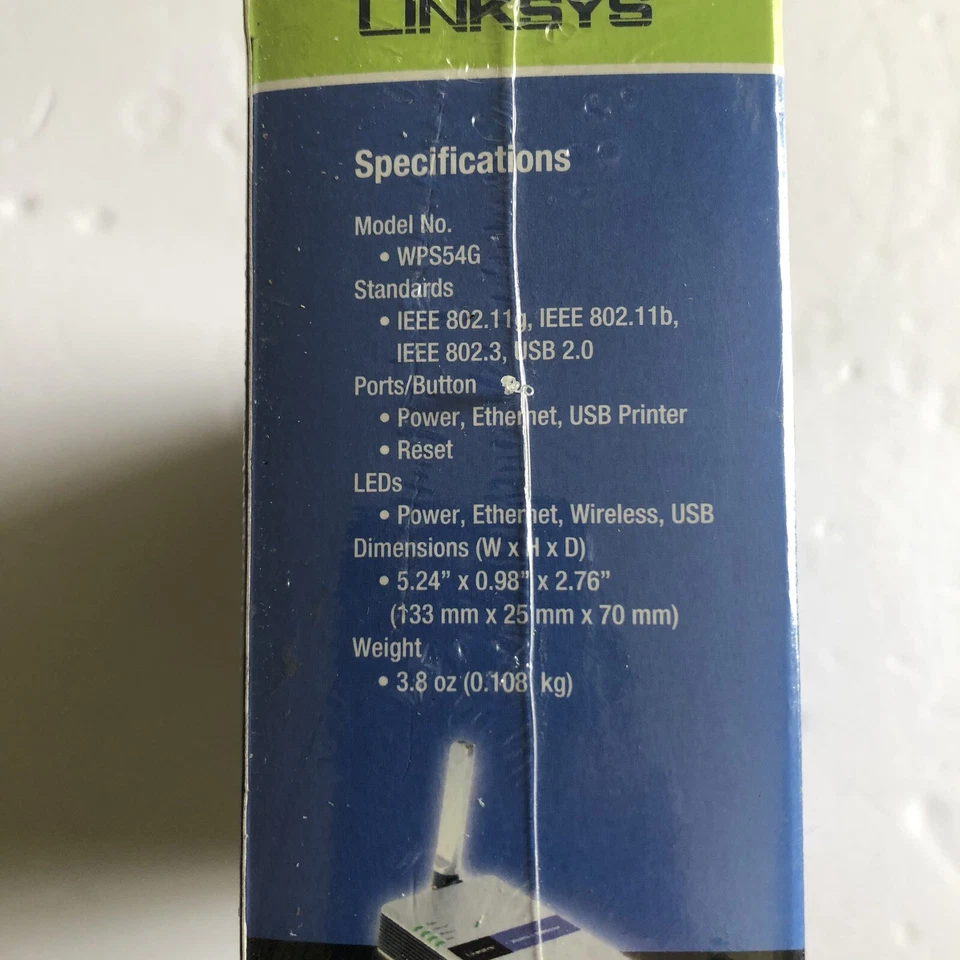 LINKSYS
Specifications
Model No.
• WPS54G
Standards
• IEEE 802.11g, IEEE 802.11b,
IEEE 802.3, USB 2.0
Ports/Button
• Power, Ethernet, USB Printer
• Reset
LEDs
• Power, Ethernet, Wireless, USB
Dimensions (W x H x D)
• 5.24” x 0.98” x 2.76”
(133 mm x 25 mm x 70 mm)
Weight
• 3.8 oz (0.108 kg)
Linksys